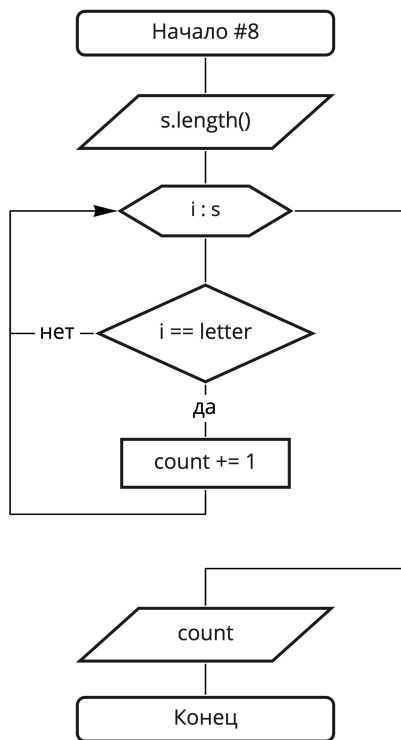 Начало #8
s.length()
i : s
i == letter
нет
да
count += 1
count
Конец